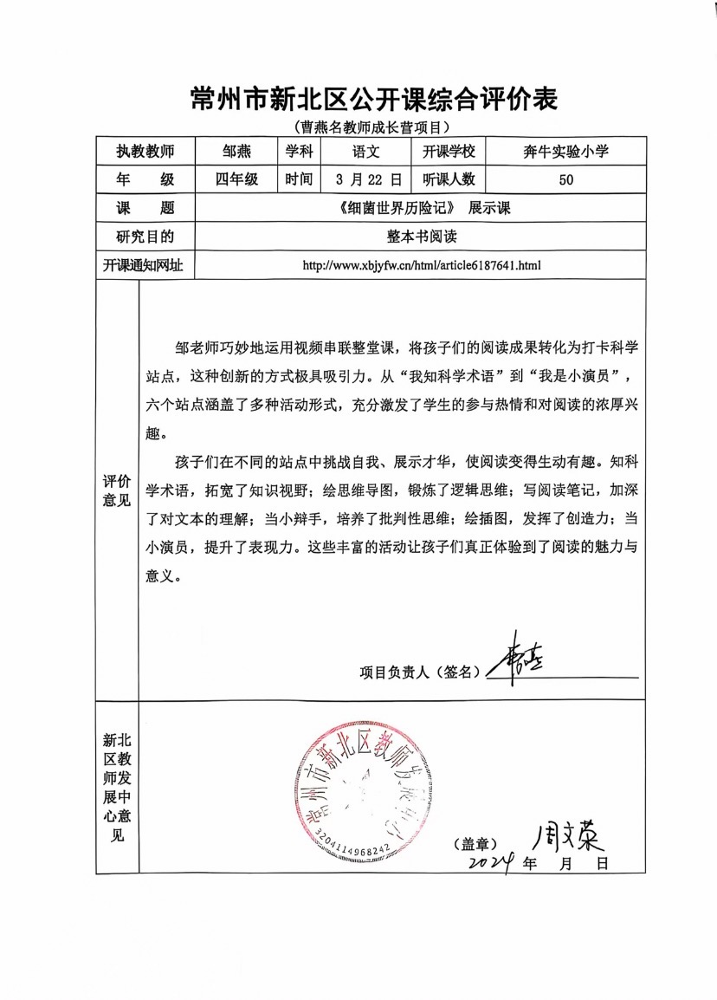 常州市新北区公开课综合评价表
（曹燕名教师成长营项目）
执教教师 邹燕 学科 语文 开课学校 奔牛实验小学
年 级 四年级 时间 3 月 22 日 听课人数 50
课 题 《细菌世界历险记》 展示课
研究目的 整本书阅读
开课通知网址 http://www.xbjyfw.cn/html/article6187641.html
邹老师巧妙地运用视频串联整堂课，将孩子们的阅读成果转化为打卡科学
站点，这种创新的方式极具吸引力。从“我知科学术语”到“我是小演员”，
六个站点涵盖了多种活动形式，充分激发了学生的参与热情和对阅读的浓厚兴
趣。
孩子们在不同的站点中挑战自我、展示才华，使阅读变得生动有趣。知科
评价
意见
学术语，拓宽了知识视野；绘思维导图，锻炼了逻辑思维；写阅读笔记，加深
了对文本的理解；当小辩手，培养了批判性思维；绘插图，发挥了创造力；当
小演员，提升了表现力。这些丰富的活动让孩子们真正体验到了阅读的魅力与
意义。
项目负责人（签名） 曹燕
新北
区教
师发
展中
心意
见
常州市新北区教师发展中心
3204114968242
（盖章） 周文荣
2024 年 月 日